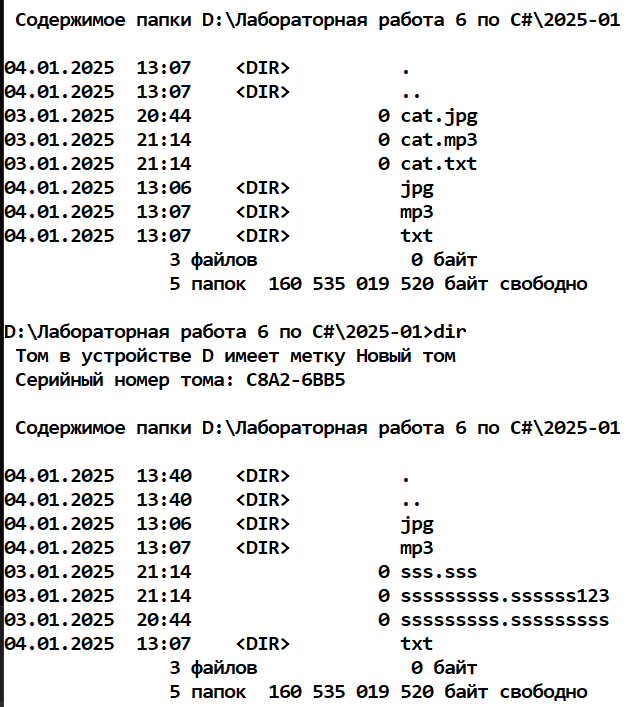 Содержимое папки D:\Лабораторная работа 6 по C#\2025-01
04.01.2025  13:07    <DIR>          .
04.01.2025  13:07    <DIR>          ..
03.01.2025  20:44                 0 cat.jpg
03.01.2025  21:14                 0 cat.mp3
03.01.2025  21:14                 0 cat.txt
04.01.2025  13:06    <DIR>          jpg
04.01.2025  13:07    <DIR>          mp3
04.01.2025  13:07    <DIR>          txt
3 файлов              0 байт
5 папок  160 535 019 520 байт свободно
D:\Лабораторная работа 6 по C#\2025-01>dir
Том в устройстве D имеет метку Новый том
Серийный номер тома: C8A2-6BB5
Содержимое папки D:\Лабораторная работа 6 по C#\2025-01
04.01.2025  13:40    <DIR>          .
04.01.2025  13:40    <DIR>          ..
04.01.2025  13:06    <DIR>          jpg
04.01.2025  13:07    <DIR>          mp3
03.01.2025  21:14                 0 sss.sss
03.01.2025  21:14                 0 sssssssss.ssssss123
03.01.2025  20:44                 0 sssssssss.sssssssss
04.01.2025  13:07    <DIR>          txt
3 файлов              0 байт
5 папок  160 535 019 520 байт свободно